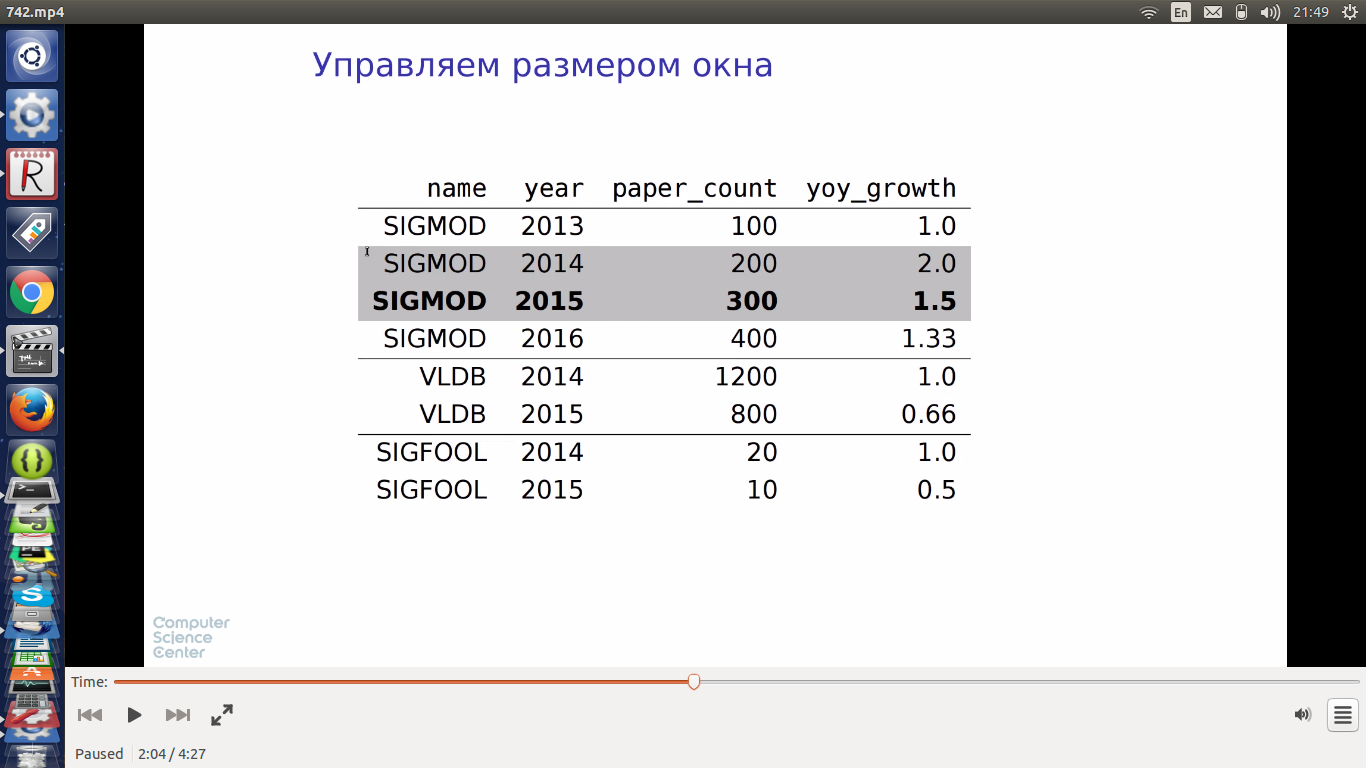 742.mp4
En
21:49
Управляем размером окна
name year paper_count yoy_growth
SIGMOD 2013 100 1.0
SIGMOD 2014 200 2.0
SIGMOD 2015 300 1.5
SIGMOD 2016 400 1.33
VLDB 2014 1200 1.0
VLDB 2015 800 0.66
SIGFOOL 2014 20 1.0
SIGFOOL 2015 10 0.5
Computer
Science
Center
Time:
Paused 2:04 / 4:27